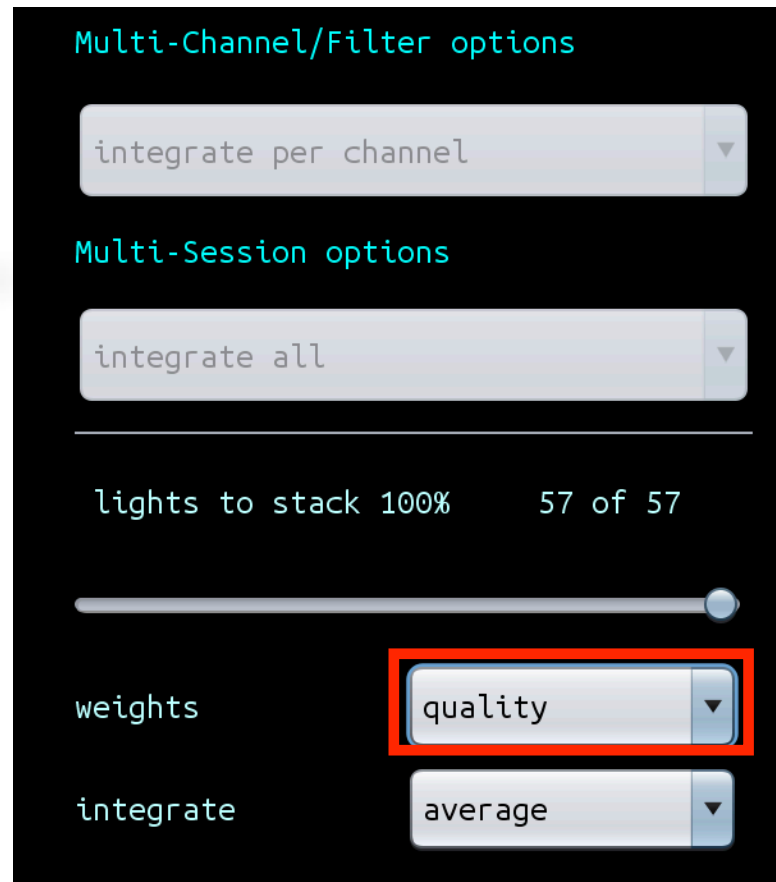 Multi-Channel/Filter options
integrate per channel
Multi-Session options
integrate all
lights to stack 100% 57 of 57
weights quality
integrate average